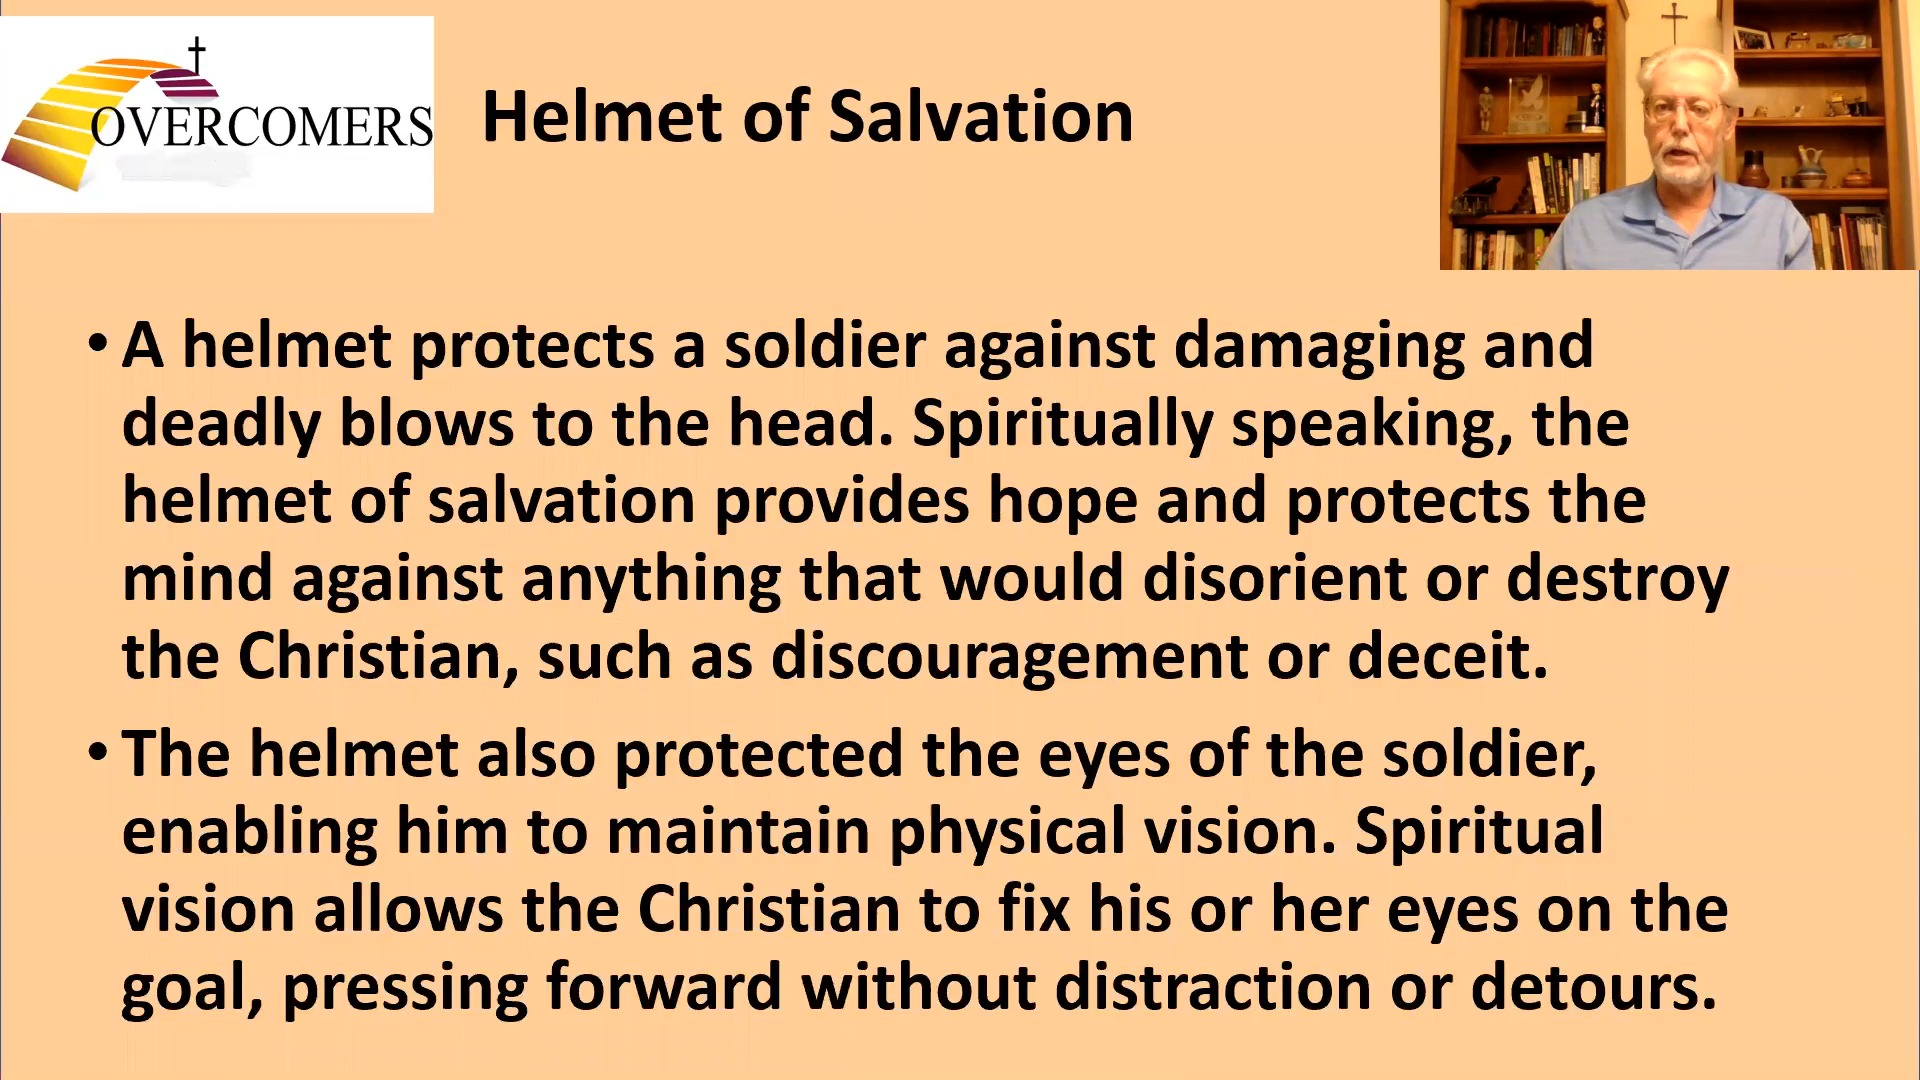 OVERCOMERS
Helmet of Salvation
• A helmet protects a soldier against damaging and
deadly blows to the head. Spiritually speaking, the
helmet of salvation provides hope and protects the
mind against anything that would disorient or destroy
the Christian, such as discouragement or deceit.
• The helmet also protected the eyes of the soldier,
enabling him to maintain physical vision. Spiritual
vision allows the Christian to fix his or her eyes on the
goal, pressing forward without distraction or detours.